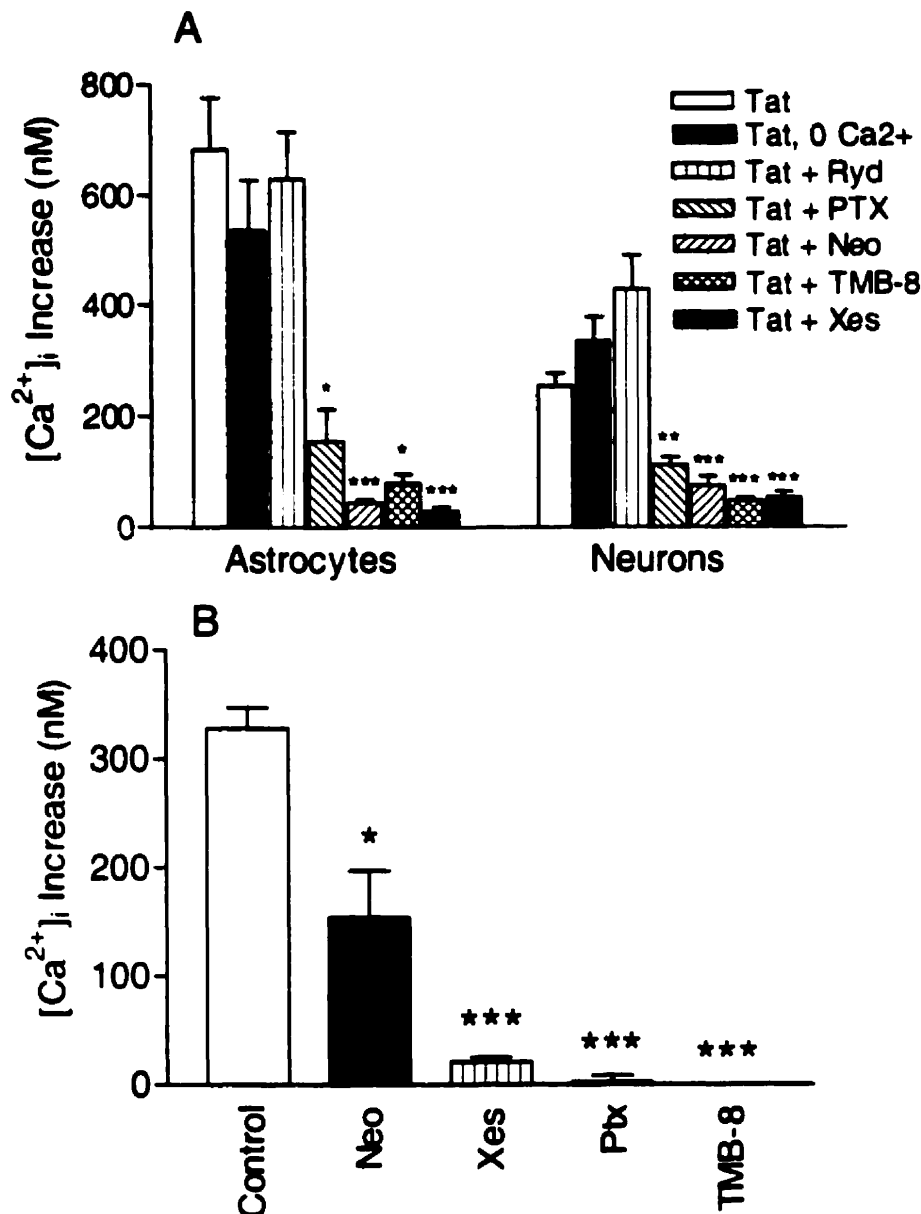 A
[Ca2+]i Increase (nM)
800
600
400
200
0
Tat
Tat, 0 Ca2+
Tat + Ryd
Tat + PTX
Tat + Neo
Tat + TMB-8
Tat + Xes
*
***
*
***
**
***
***
***
Astrocytes
Neurons
B
[Ca2+]i Increase (nM)
400
300
200
100
0
*
***
***
***
Control
Neo
Xes
Ptx
TMB-8